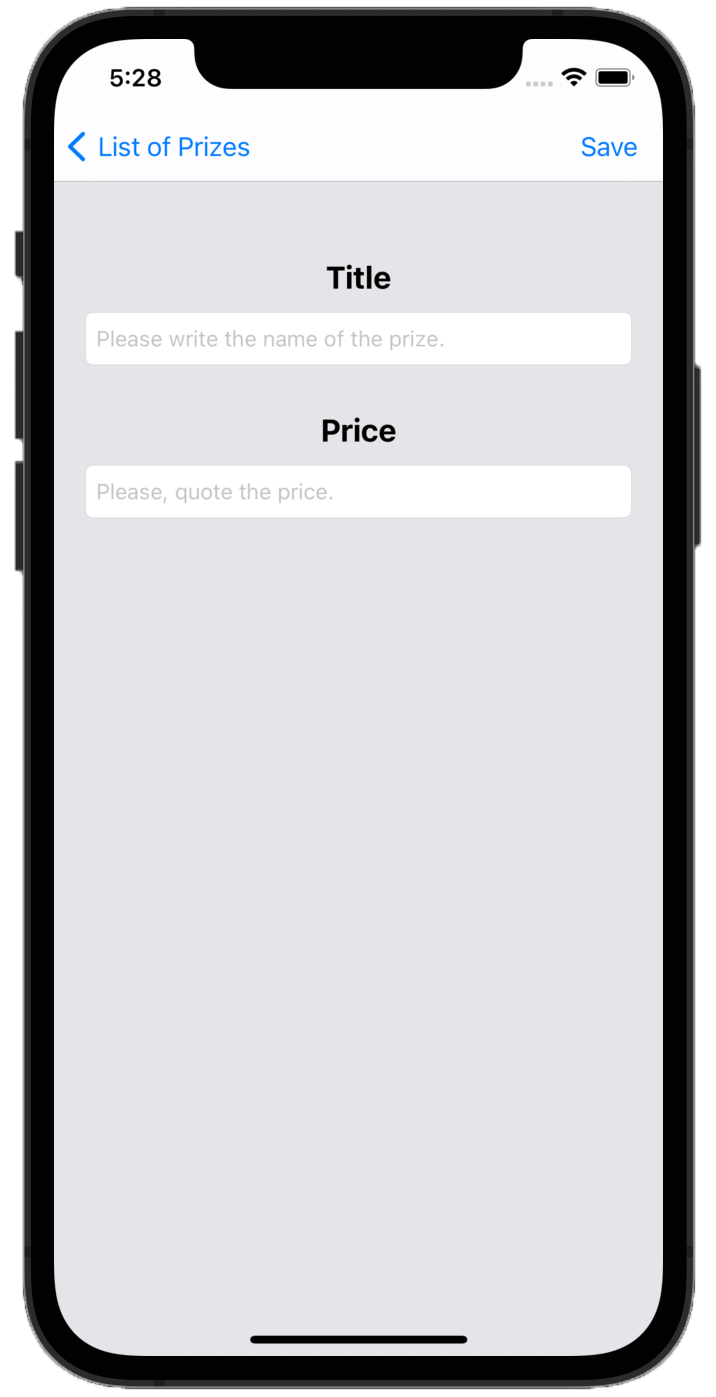 5:28
List of Prizes Save
Title
Please write the name of the prize.
Price
Please, quote the price.